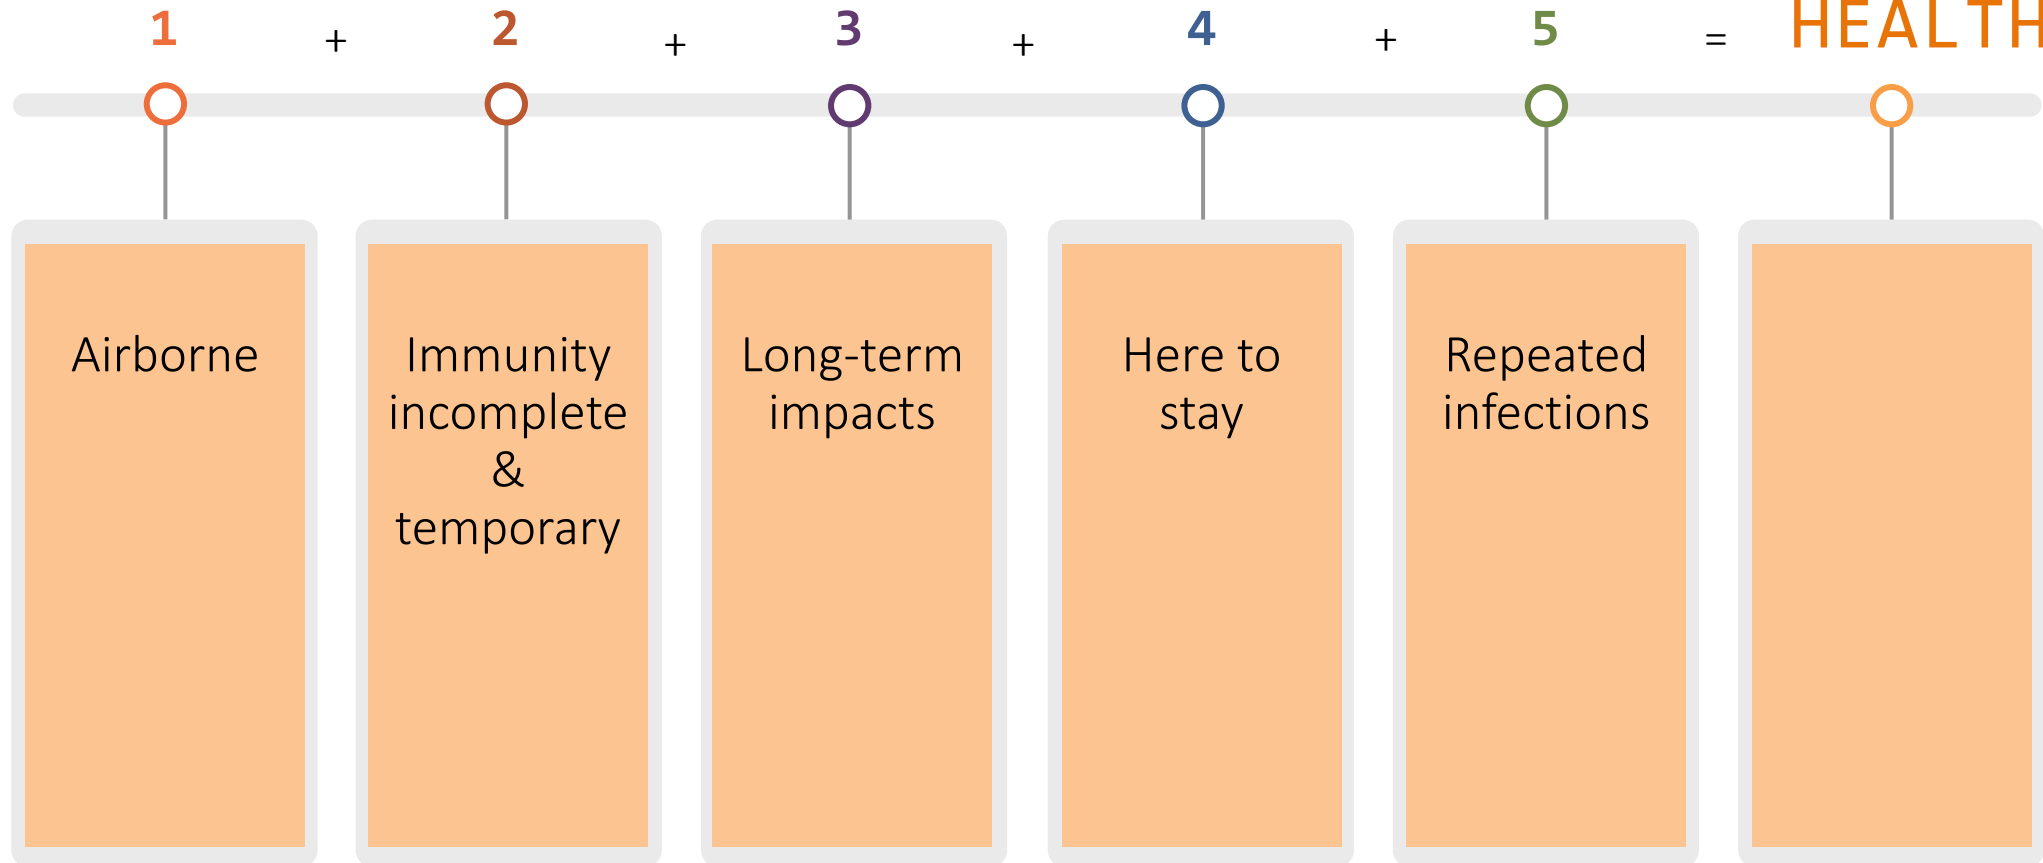 1 + 2 + 3 + 4 + 5 = HEALTH
Airborne
Immunity
incomplete
&
temporary
Long-term
impacts
Here to
stay
Repeated
infections